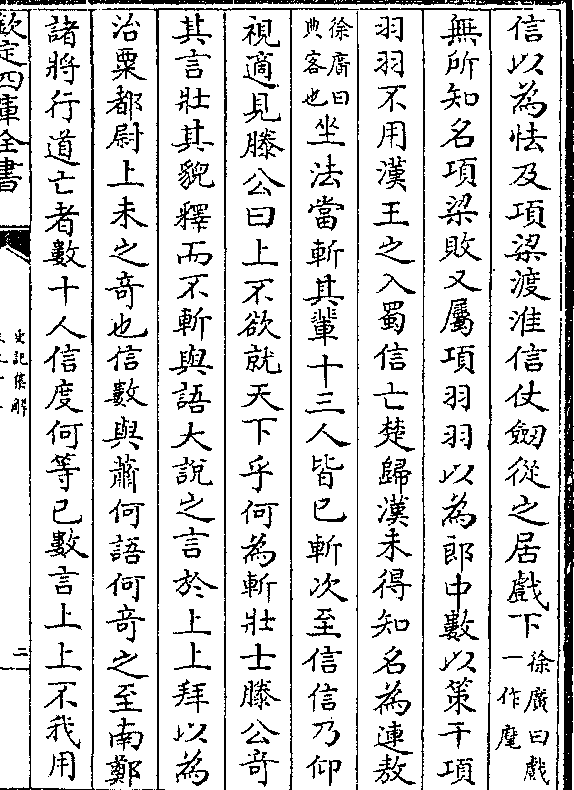 信以為怯及項梁渡淮信仗劒從之居戲下徐廣曰戲一作麾
無所知名項梁敗又屬項羽羽以為郎中數以策干項
羽羽不用漢王之入蜀信亡楚歸漢未得知名為連敖
徐廣曰典客也坐法當斬其軰十三人皆已斬次至信信乃仰
視適見滕公曰上不欲就天下乎何為斬壯士滕公竒
其言壯其貌釋而不斬與語大說之言於上上拜以為
治粟都尉上未之竒也信數與蕭何語何竒之至南鄭
諸將行道亡者數十人信度何等已數言上上不我用
欽定四庫全書
史記集解
二